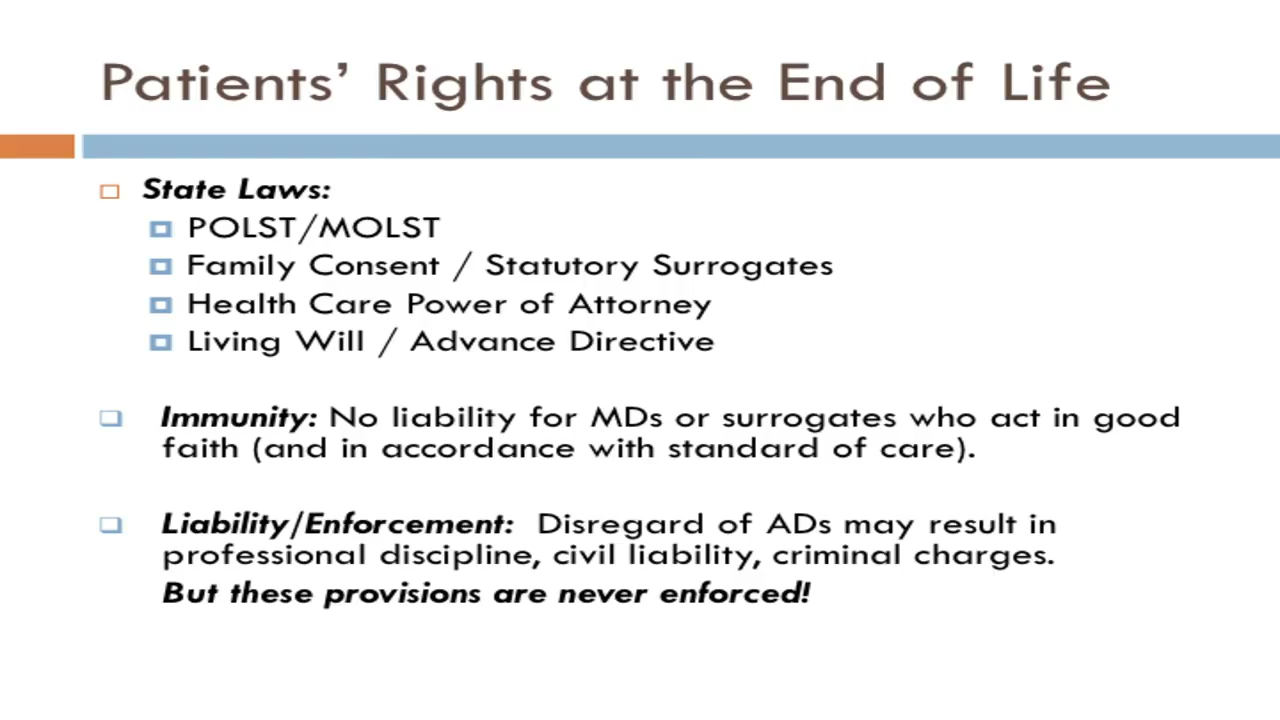 Patients’ Rights at the End of Life
State Laws:
POLST/MOLST
Family Consent / Statutory Surrogates
Health Care Power of Attorney
Living Will / Advance Directive
Immunity: No liability for MDs or surrogates who act in good
faith (and in accordance with standard of care).
Liability/Enforcement: Disregard of ADs may result in
professional discipline, civil liability, criminal charges.
But these provisions are never enforced!